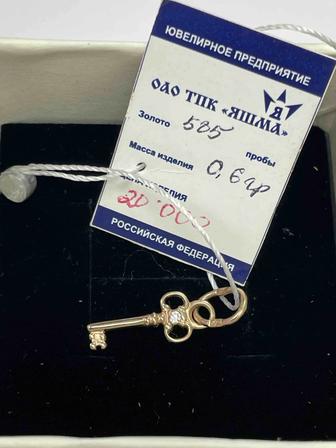 ЮВЕЛИРНОЕ ПРЕДПРИЯТИЕ
Я
ОАО ТПК «ЯШМА»
Золото 585 пробы
Масса изделия 0,6 гр
20.000
РОССИЙСКАЯ ФЕДЕРАЦИЯ